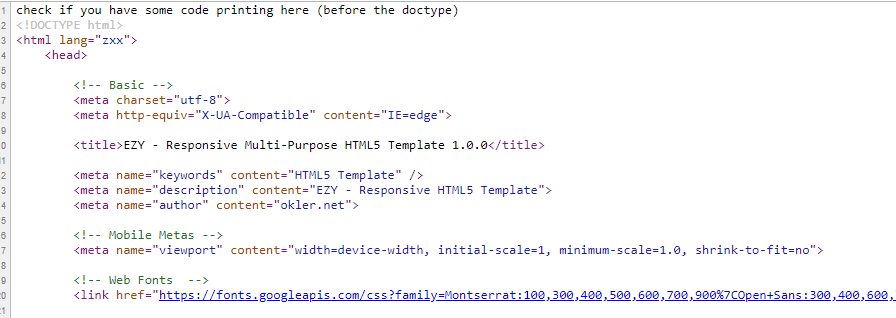 1 check if you have some code printing here (before the doctype)
2 <!DOCTYPE html>
3 <html lang="zxx">
4 <head>
5
6 <!-- Basic -->
7 <meta charset="utf-8">
8 <meta http-equiv="X-UA-Compatible" content="IE=edge">
9
0 <title>EZY - Responsive Multi-Purpose HTML5 Template 1.0.0</title>
1
2 <meta name="keywords" content="HTML5 Template" />
3 <meta name="description" content="EZY - Responsive HTML5 Template">
4 <meta name="author" content="okler.net">
5
6 <!-- Mobile Metas -->
7 <meta name="viewport" content="width=device-width, initial-scale=1, minimum-scale=1.0, shrink-to-fit=no">
8
9 <!-- Web Fonts  -->
20 <link href="https://fonts.googleapis.com/css?family=Montserrat:100,300,400,500,600,700,900%7COpen+Sans:300,400,600,
21